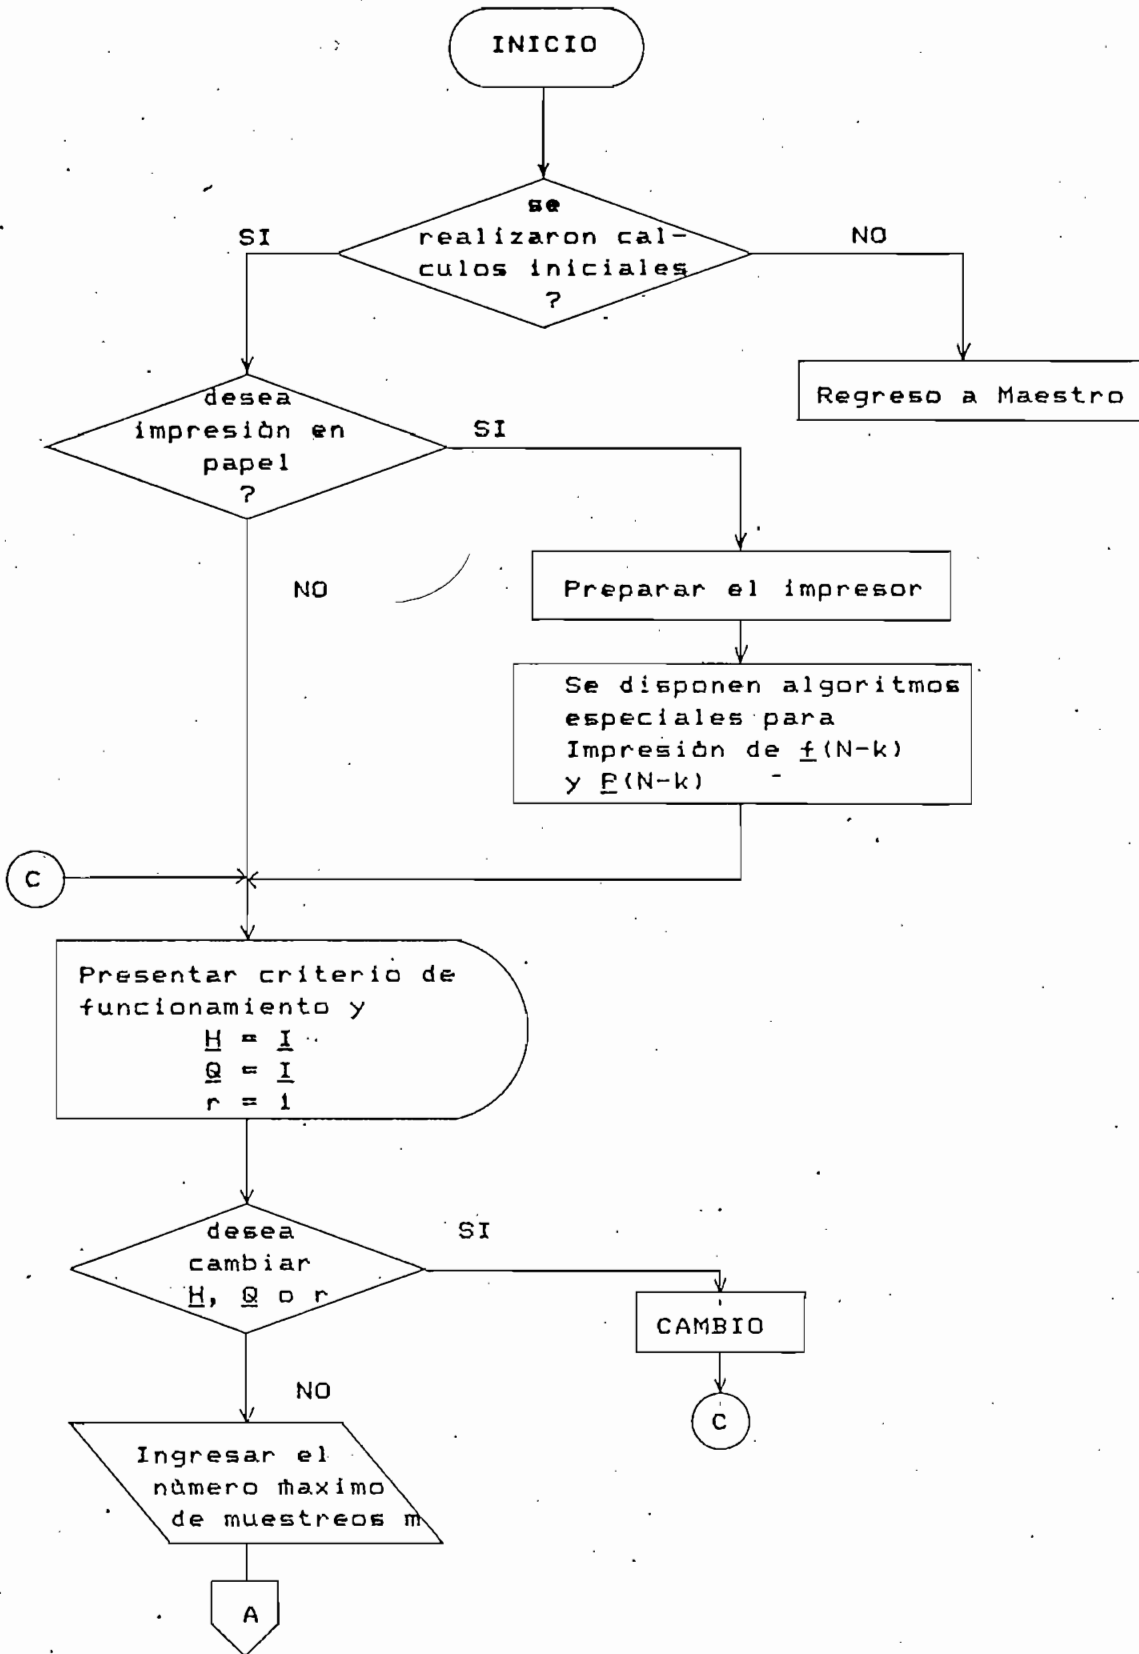 INICIO
se
realizaron cal-
culos iniciales
?
SI
NO
Regreso a Maestro
desea
impresiòn en
papel
?
SI
NO
Preparar el impresor
Se disponen algoritmos
especiales para
Impresiòn de f(N-k)
y P(N-k)
C
Presentar criterio de
funcionamiento y
H = I
Q = I
r = 1
desea
cambiar
H, Q o r
SI
CAMBIO
C
NO
Ingresar el
nùmero maximo
de muestreos m
A